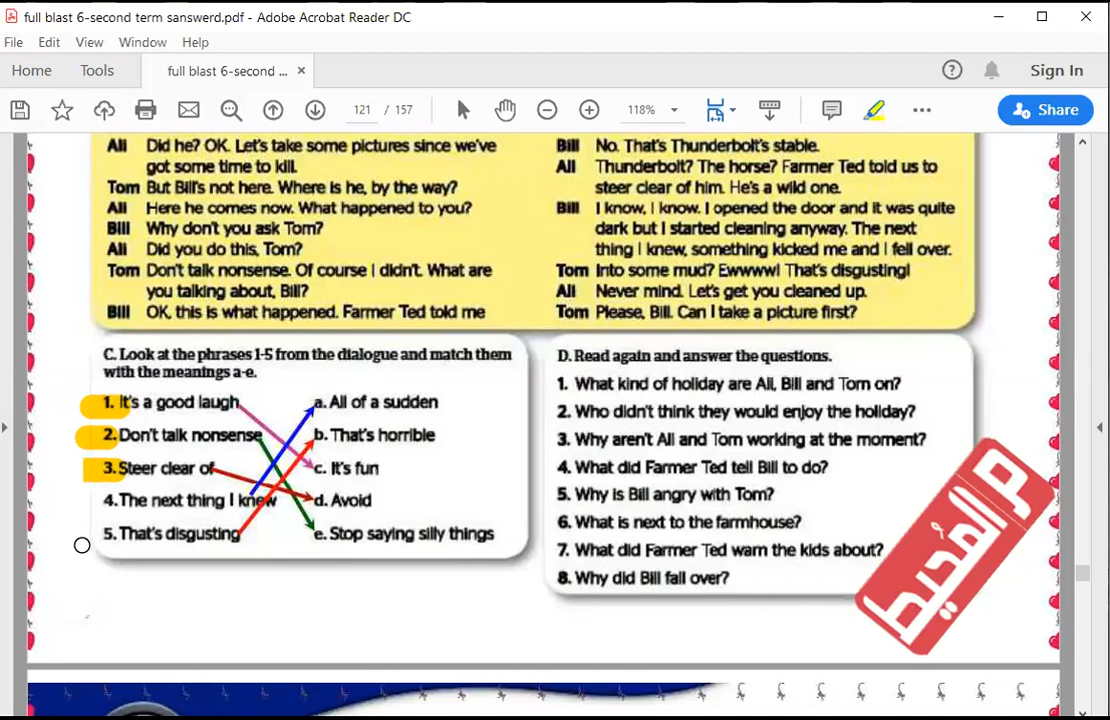 full blast 6-second term sanswerd.pdf - Adobe Acrobat Reader DC
File Edit View Window Help
Home Tools full blast 6-second ... × Sign In
121 / 157 118% Share
Ali Did he? OK. Let's take some pictures since we've
got some time to kill.
Tom But Bill's not here. Where is he, by the way?
Ali Here he comes now. What happened to you?
Bill Why don't you ask Tom?
Ali Did you do this, Tom?
Tom Don't talk nonsense. Of course I didn't. What are
you talking about, Bill?
Bill OK, this is what happened. Farmer Ted told me
Bill No. That's Thunderbolt's stable.
Ali Thunderbolt? The horse? Farmer Ted told us to
steer clear of him. He's a wild one.
Bill I know, I know. I opened the door and it was quite
dark but I started cleaning anyway. The next
thing I knew, something kicked me and I fell over.
Tom Into some mud? Ewwww! That's disgusting!
Ali Never mind. Let's get you cleaned up.
Tom Please, Bill. Can I take a picture first?
C. Look at the phrases 1-5 from the dialogue and match them
with the meanings a-e.
1. It's a good laugh a. All of a sudden
2. Don't talk nonsense b. That's horrible
3. Steer clear of c. It's fun
4. The next thing I knew d. Avoid
5. That's disgusting e. Stop saying silly things
D. Read again and answer the questions.
1. What kind of holiday are Ali, Bill and Tom on?
2. Who didn't think they would enjoy the holiday?
3. Why aren't Ali and Tom working at the moment?
4. What did Farmer Ted tell Bill to do?
5. Why is Bill angry with Tom?
6. What is next to the farmhouse?
7. What did Farmer Ted warn the kids about?
8. Why did Bill fall over?